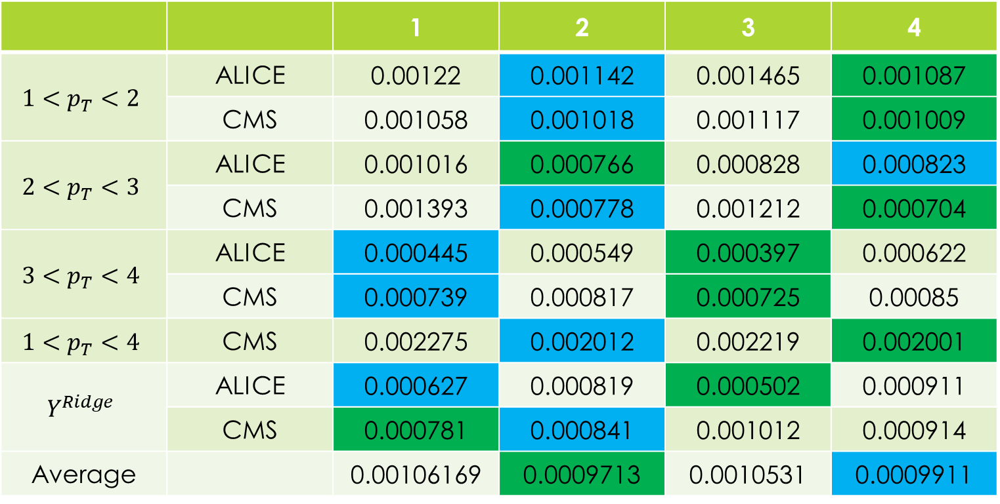 1 2 3 4
1 < p_T < 2 ALICE 0.00122 0.001142 0.001465 0.001087
CMS 0.001058 0.001018 0.001117 0.001009
2 < p_T < 3 ALICE 0.001016 0.000766 0.000828 0.000823
CMS 0.001393 0.000778 0.001212 0.000704
3 < p_T < 4 ALICE 0.000445 0.000549 0.000397 0.000622
CMS 0.000739 0.000817 0.000725 0.00085
1 < p_T < 4 CMS 0.002275 0.002012 0.002219 0.002001
Y^Ridge ALICE 0.000627 0.000819 0.000502 0.000911
CMS 0.000781 0.000841 0.001012 0.000914
Average 0.00106169 0.0009713 0.0010531 0.0009911